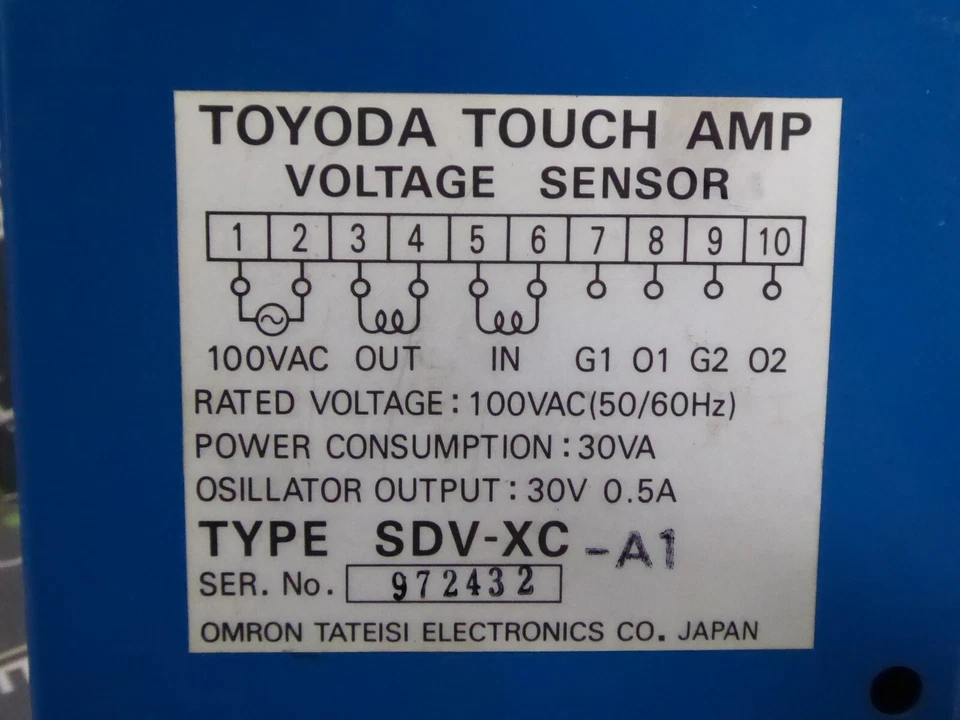 TOYODA TOUCH AMP
VOLTAGE SENSOR
1 2 3 4 5 6 7 8 9 10
100VAC OUT IN G1 O1 G2 O2
RATED VOLTAGE : 100VAC(50/60Hz)
POWER CONSUMPTION : 30VA
OSILLATOR OUTPUT : 30V 0.5A
TYPE SDV-XC -A1
SER. No. 972432
OMRON TATEISI ELECTRONICS CO. JAPAN